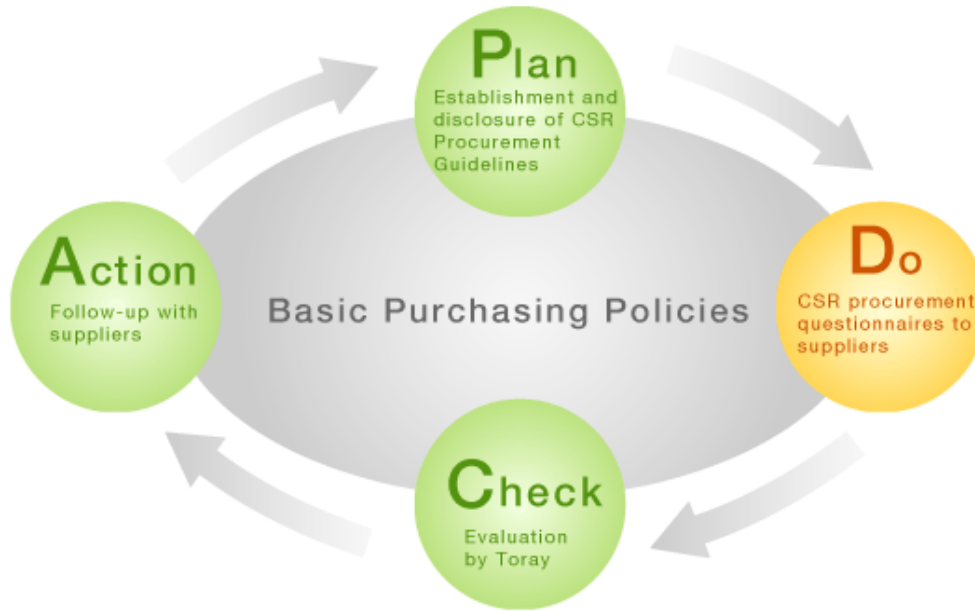 Plan
Establishment and
disclosure of CSR
Procurement
Guidelines
Action
Follow-up with
suppliers
Basic Purchasing Policies
Do
CSR procurement
questionnaires to
suppliers
Check
Evaluation
by Toray